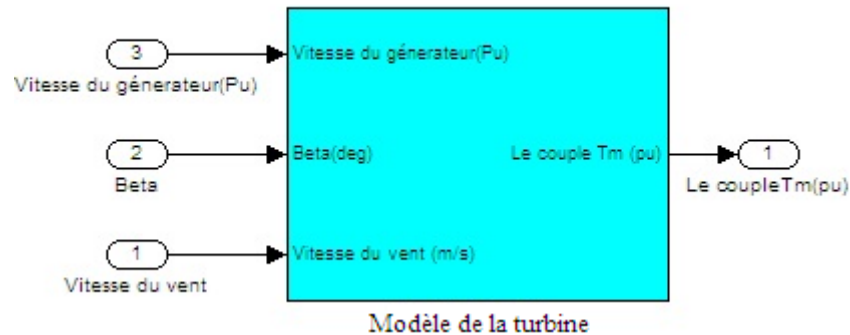 3
Vitesse du génerateur(Pu)
Vitesse du génerateur(Pu)
2
Beta
Beta(deg)
Le couple Tm (pu)
1
Le coupleTm(pu)
1
Vitesse du vent
Vitesse du vent (m/s)
Modèle de la turbine